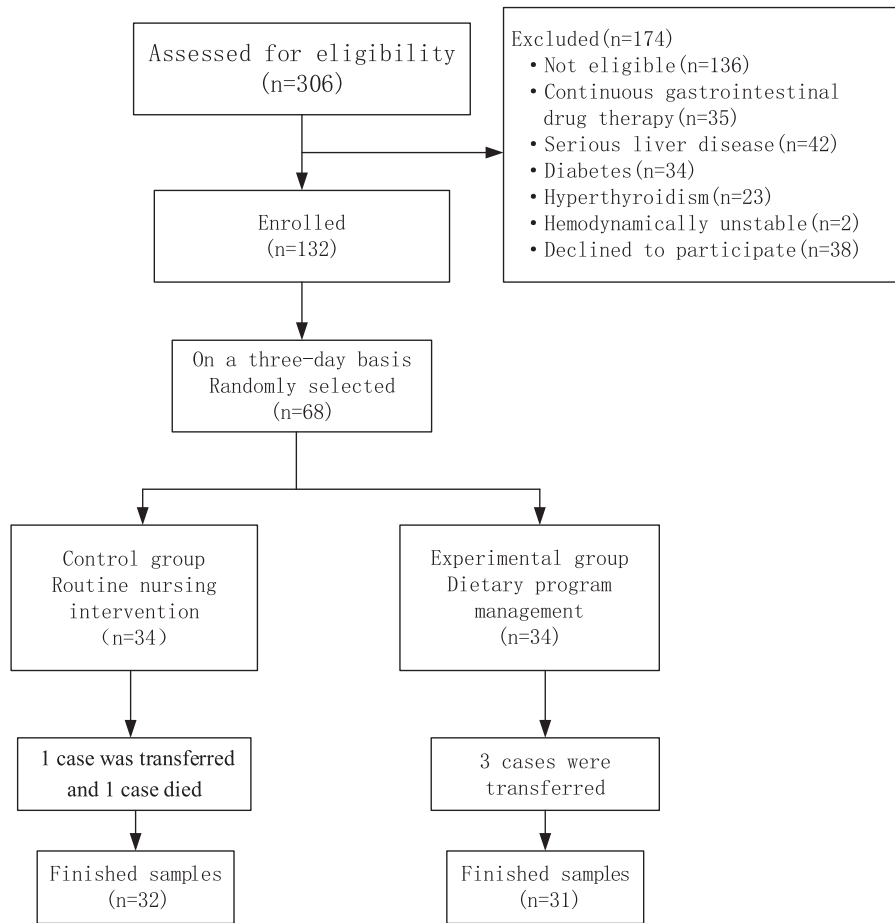 Assessed for eligibility
(n=306)
Excluded(n=174)
• Not eligible(n=136)
• Continuous gastrointestinal
drug therapy(n=35)
• Serious liver disease(n=42)
• Diabetes(n=34)
• Hyperthyroidism(n=23)
• Hemodynamically unstable(n=2)
• Declined to participate(n=38)
Enrolled
(n=132)
On a three-day basis
Randomly selected
(n=68)
Control group
Routine nursing
intervention
(n=34)
Experimental group
Dietary program
management
(n=34)
1 case was transferred
and 1 case died
3 cases were
transferred
Finished samples
(n=32)
Finished samples
(n=31)